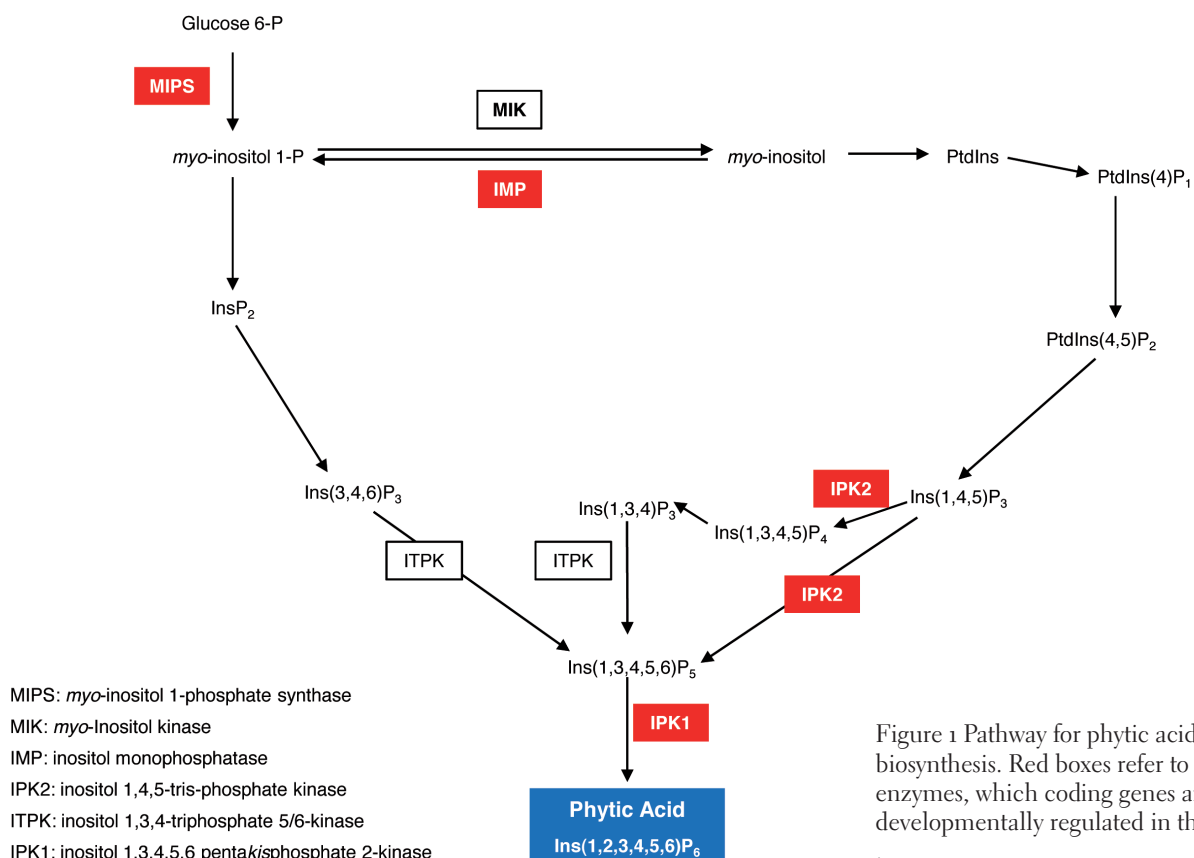 Glucose 6-P
MIPS
MIK
myo-inositol 1-P
myo-inositol
PtdIns
PtdIns(4)P₁
IMP
InsP₂
PtdIns(4,5)P₂
Ins(3,4,6)P₃
Ins(1,3,4)P₃
IPK2
Ins(1,4,5)P₃
Ins(1,3,4,5)P₄
ITPK
ITPK
IPK2
Ins(1,3,4,5,6)P₅
IPK1
Phytic Acid
Ins(1,2,3,4,5,6)P₆
MIPS: myo-inositol 1-phosphate synthase
MIK: myo-Inositol kinase
IMP: inositol monophosphatase
IPK2: inositol 1,4,5-tris-phosphate kinase
ITPK: inositol 1,3,4-triphosphate 5/6-kinase
IPK1: inositol 1,3,4,5,6 pentakisphosphate 2-kinase
Figure 1 Pathway for phytic acid
biosynthesis. Red boxes refer to
enzymes, which coding genes
developmentally regulated in